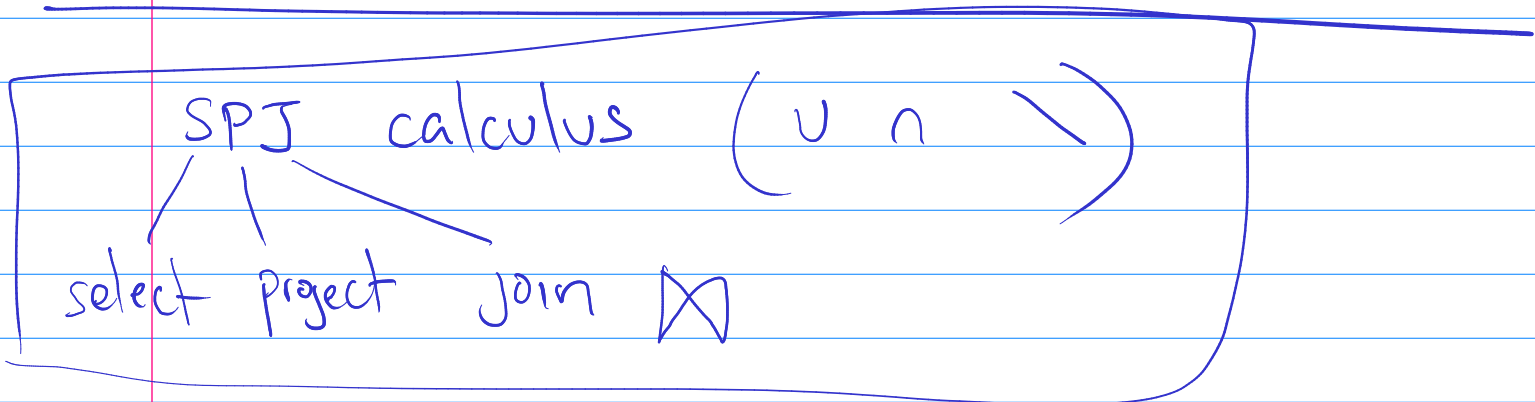 SPJ calculus (∪ ∩ \)
select project join ⋈